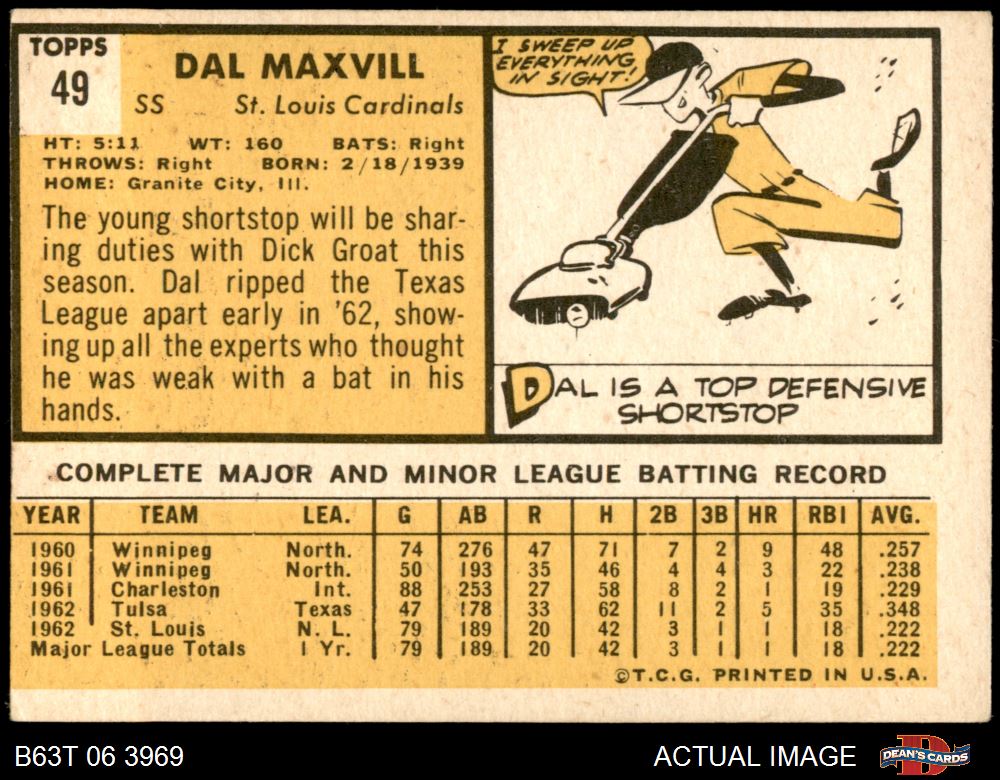 TOPPS
49
DAL MAXVILL
SS St. Louis Cardinals
HT: 5:11 WT: 160 BATS: Right
THROWS: Right BORN: 2/18/1939
HOME: Granite City, Ill.
The young shortstop will be shar-
ing duties with Dick Groat this
season. Dal ripped the Texas
League apart early in '62, show-
ing up all the experts who thought
he was weak with a bat in his
hands.
I SWEEP UP
EVERYTHING
IN SIGHT!
DAL IS A TOP DEFENSIVE
SHORTSTOP
COMPLETE MAJOR AND MINOR LEAGUE BATTING RECORD
YEAR TEAM LEA. G AB R H 2B 3B HR RBI AVG.
1960 Winnipeg North. 74 276 47 71 7 2 9 48 .257
1961 Winnipeg North. 50 193 35 46 4 4 3 22 .238
1961 Charleston Int. 88 253 27 58 8 2 1 19 .229
1962 Tulsa Texas 47 178 33 62 11 2 5 35 .348
1962 St. Louis N. L. 79 189 20 42 3 1 1 18 .222
Major League Totals 1 Yr. 79 189 20 42 3 1 1 18 .222
©T.C.G. PRINTED IN U.S.A.
B63T 06 3969 ACTUAL IMAGE DEAN'S CARDS